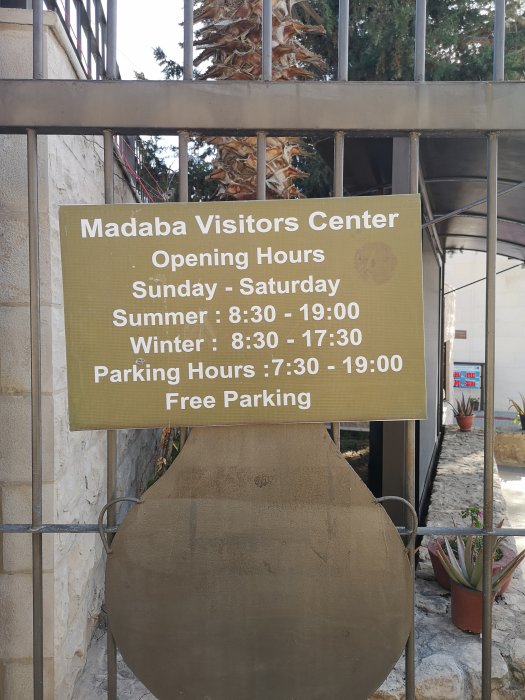 Madaba Visitors Center
Opening Hours
Sunday - Saturday
Summer : 8:30 - 19:00
Winter : 8:30 - 17:30
Parking Hours :7:30 - 19:00
Free Parking